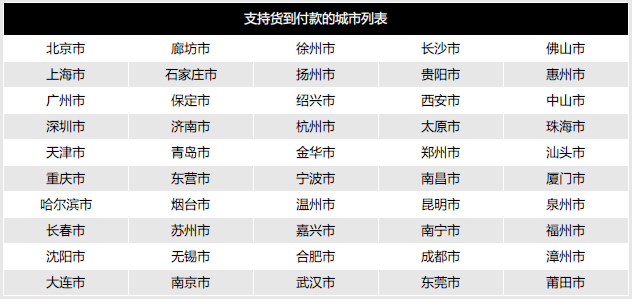 支持货到付款的城市列表
北京市 廊坊市 徐州市 长沙市 佛山市
上海市 石家庄市 扬州市 贵阳市 惠州市
广州市 保定市 绍兴市 西安市 中山市
深圳市 济南市 杭州市 太原市 珠海市
天津市 青岛市 金华市 郑州市 汕头市
重庆市 东营市 宁波市 南昌市 厦门市
哈尔滨市 烟台市 温州市 昆明市 泉州市
长春市 苏州市 嘉兴市 南宁市 福州市
沈阳市 无锡市 合肥市 成都市 漳州市
大连市 南京市 武汉市 东莞市 莆田市